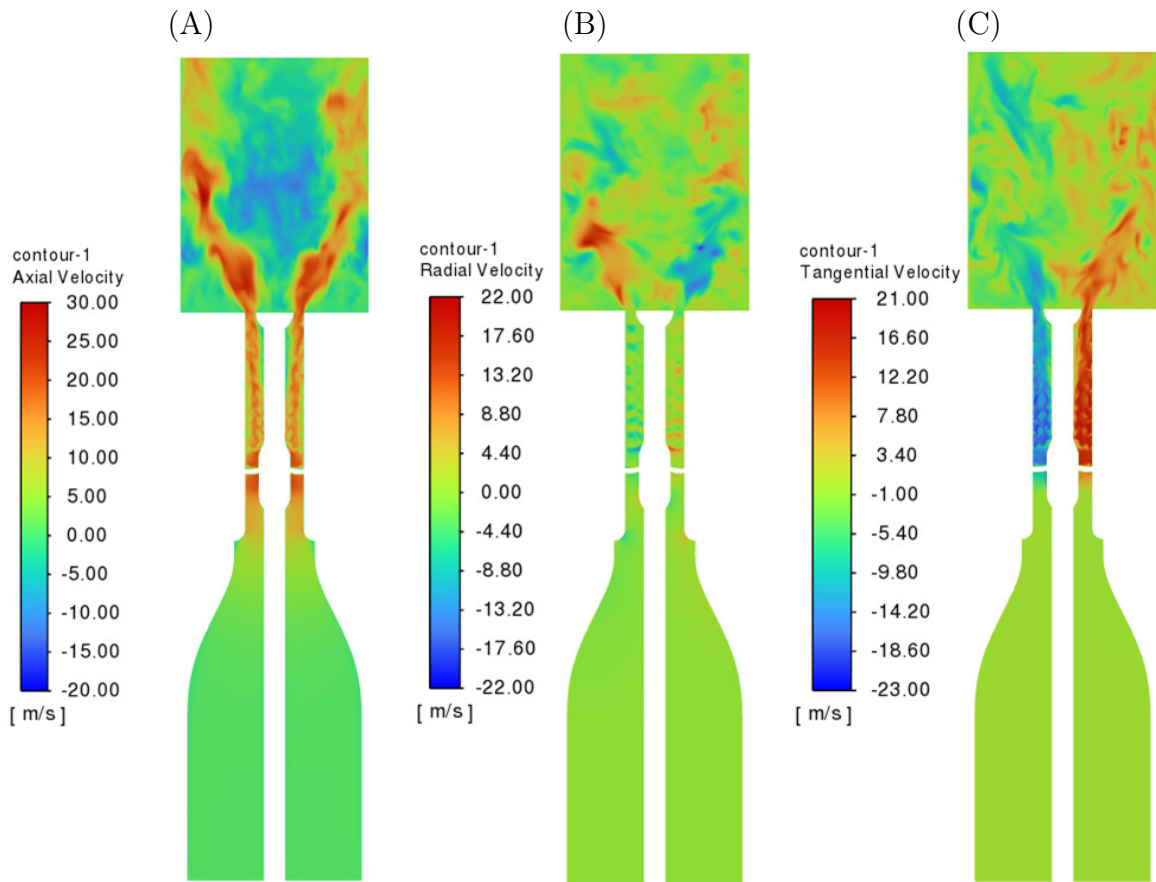 (A)
(B)
(C)
contour-1
Axial Velocity
30.00
25.00
20.00
15.00
10.00
5.00
0.00
-5.00
-10.00
-15.00
-20.00
[ m/s ]
contour-1
Radial Velocity
22.00
17.60
13.20
8.80
4.40
0.00
-4.40
-8.80
-13.20
-17.60
-22.00
[ m/s ]
contour-1
Tangential Velocity
21.00
16.60
12.20
7.80
3.40
-1.00
-5.40
-9.80
-14.20
-18.60
-23.00
[ m/s ]